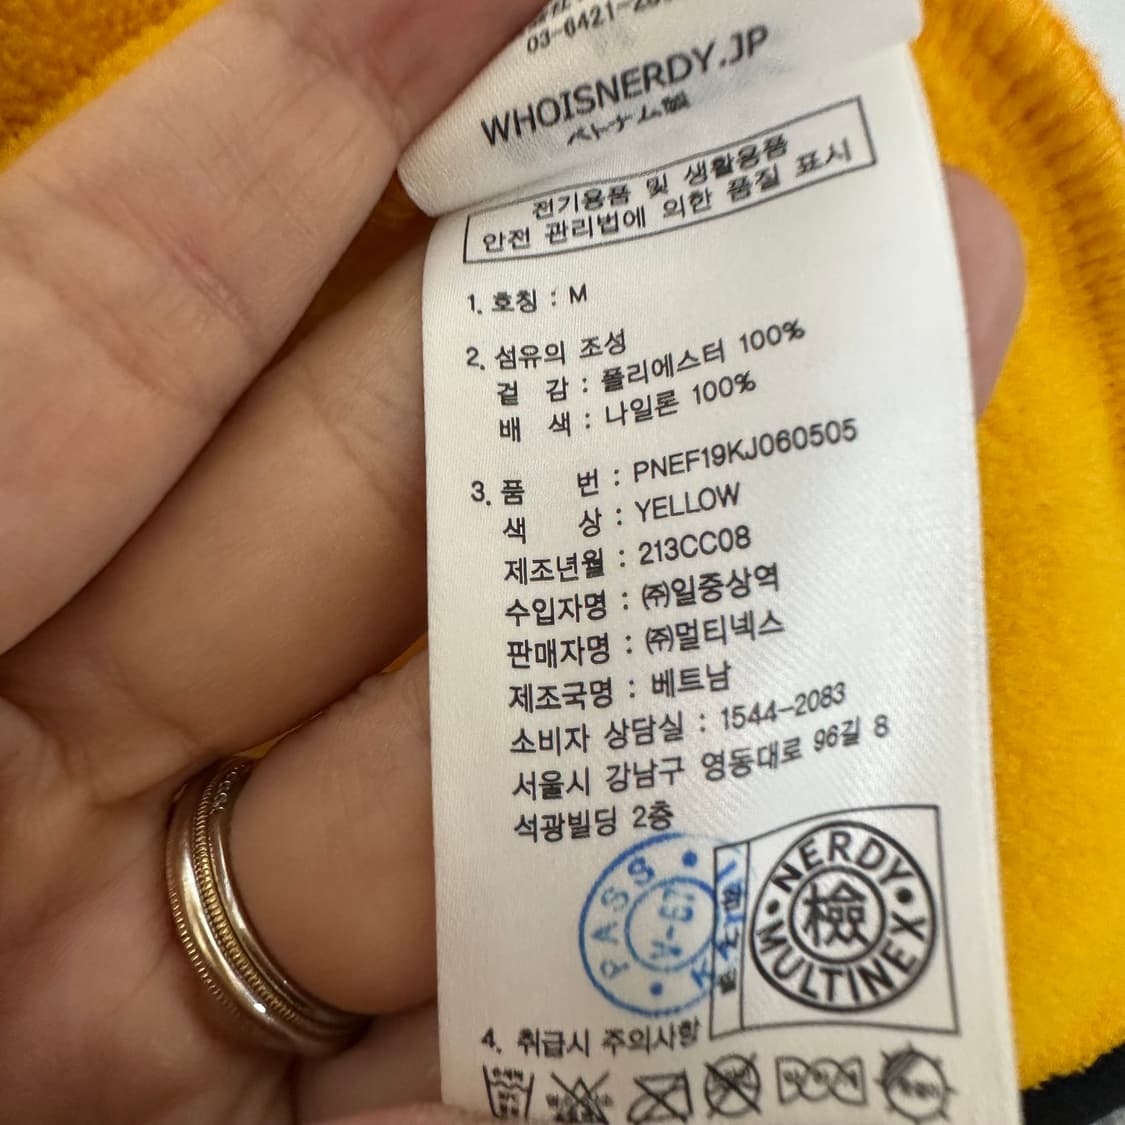 03-6421-2
WHOISNERDY.JP
ベトナム製
전기용품 및 생활용품
안전 관리법에 의한 품질 표시
1. 호칭 : M
2. 섬유의 조성
겉 감 : 폴리에스터 100%
배 색 : 나일론 100%
3. 품 번 : PNEF19KJ060505
색 상 : YELLOW
제조년월 : 213CC08
수입자명 : ㈜일중상역
판매자명 : ㈜멀티넥스
제조국명 : 베트남
소비자 상담실 : 1544-2083
서울시 강남구 영동대로 96길 8
석광빌딩 2층
PASS
NERDY
檢
MULTINEX
4. 취급시 주의사항